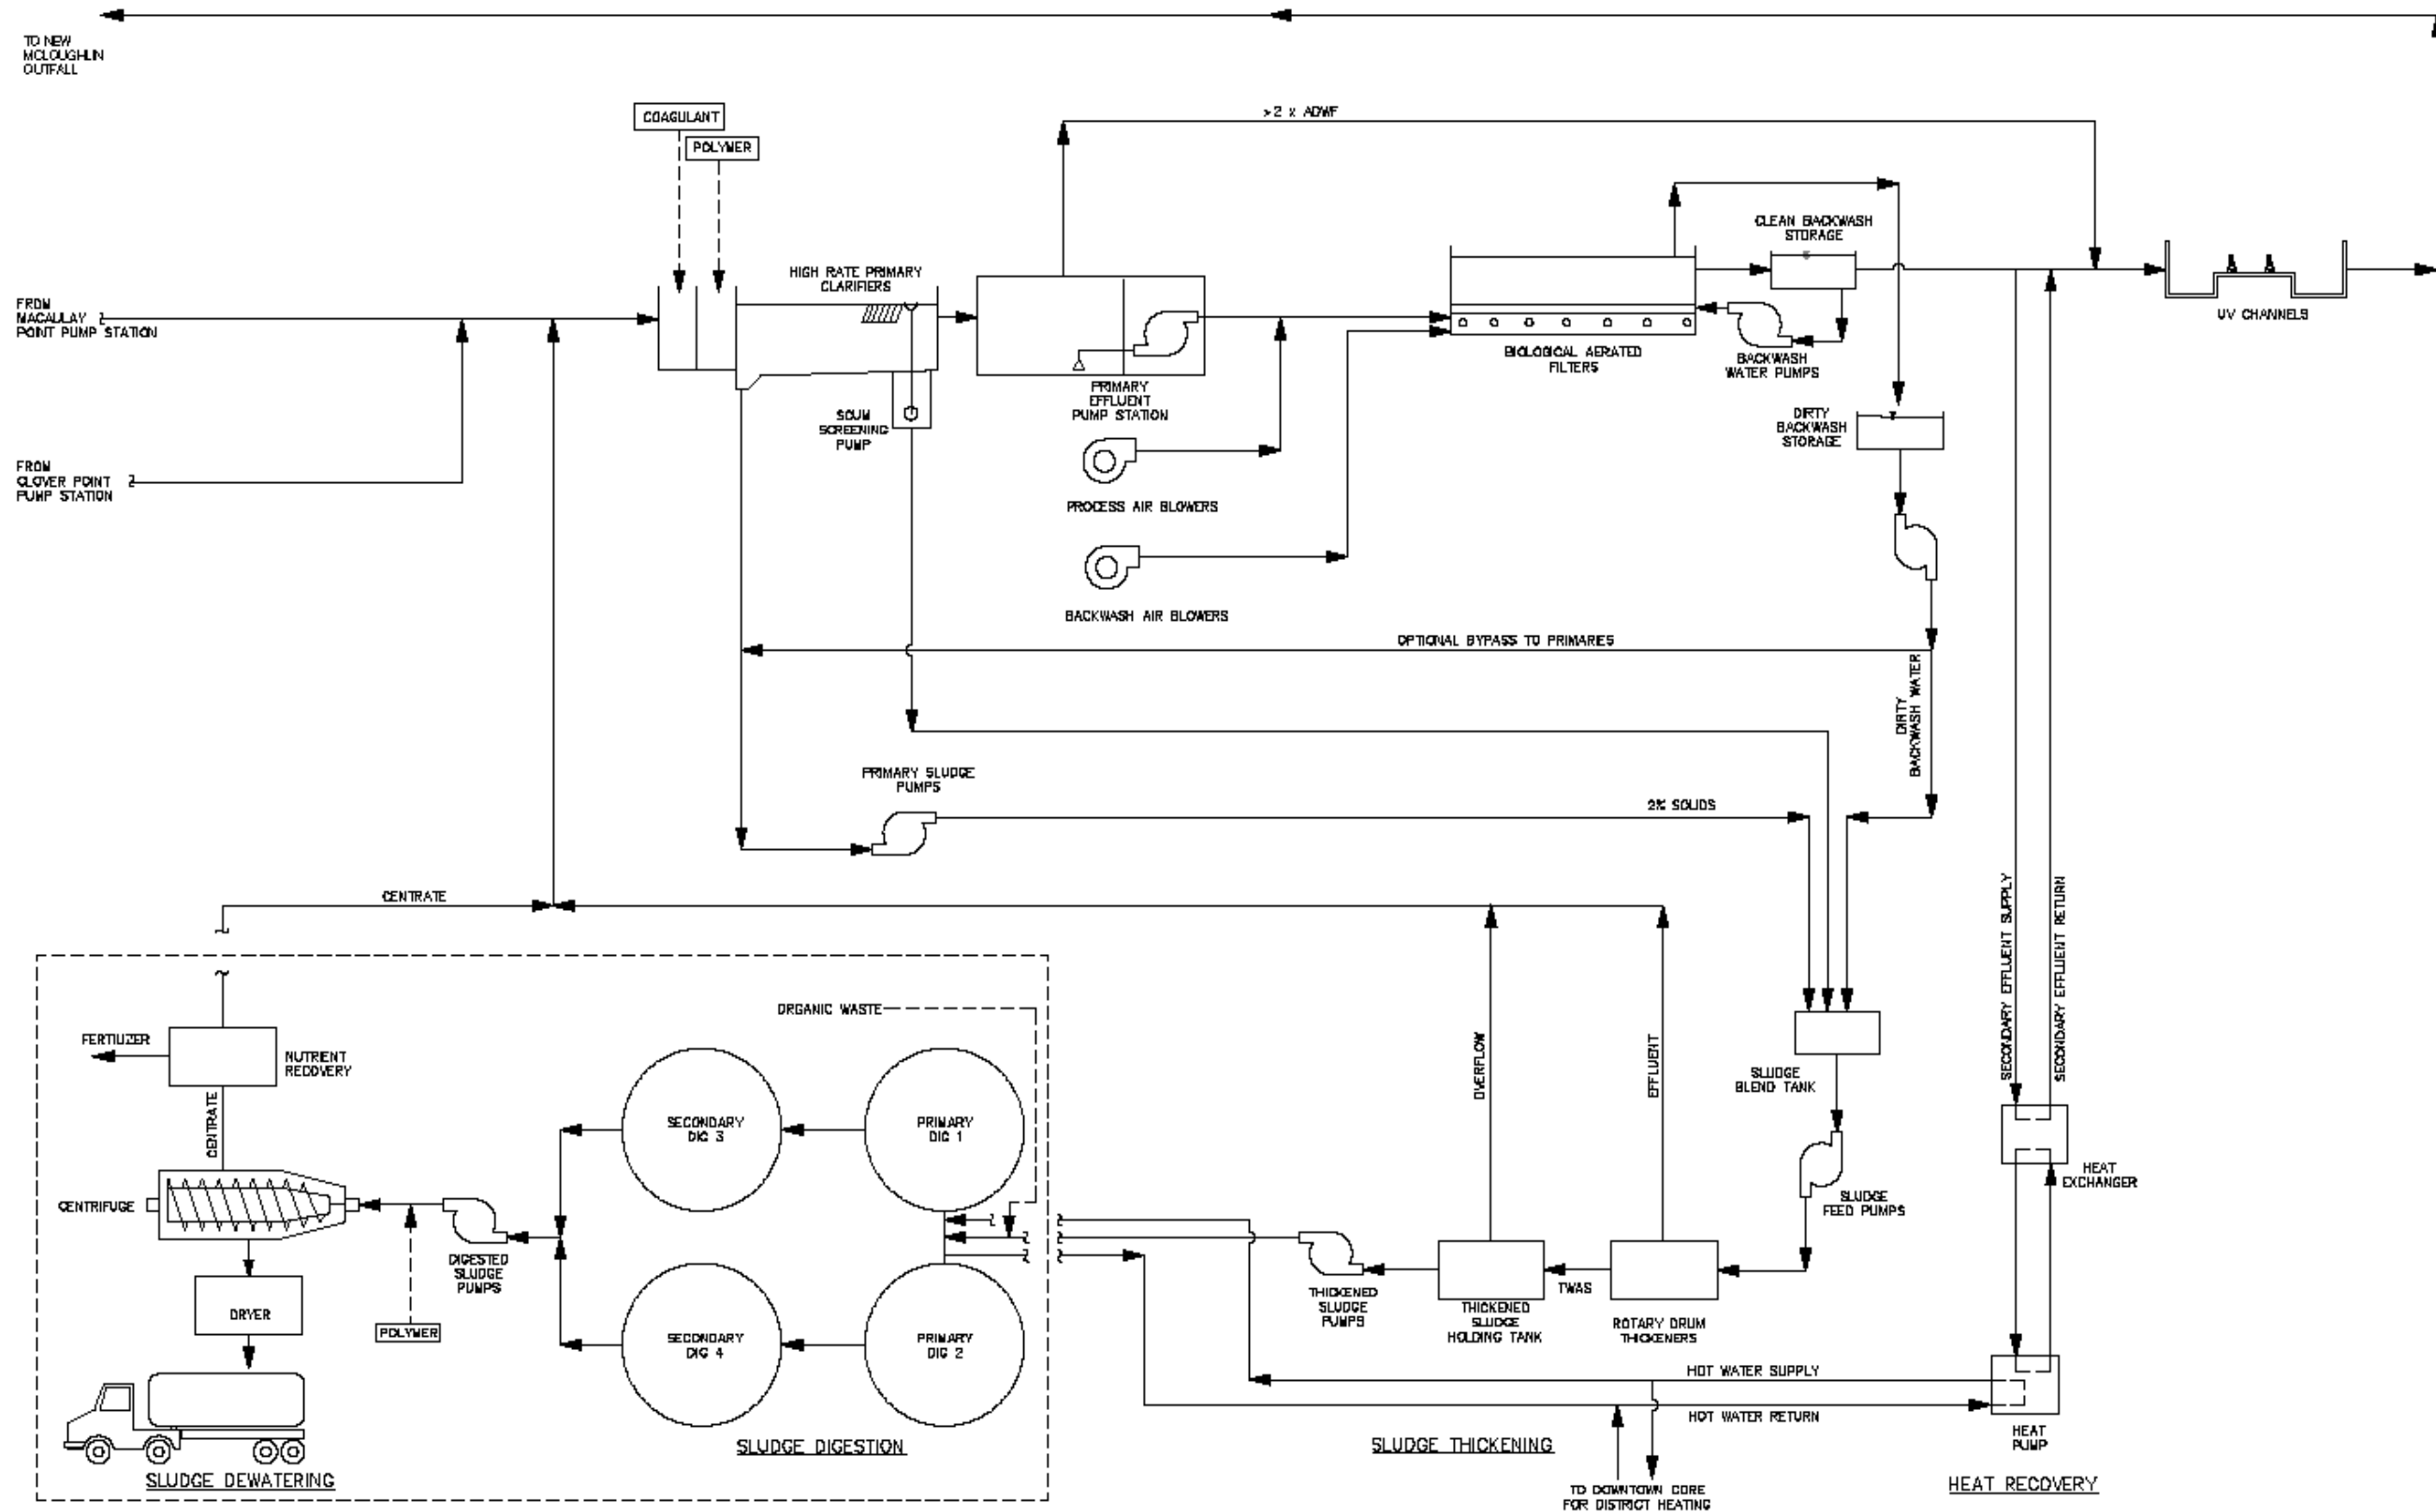 TO NEW
MCLOUGHLIN
OUTFALL
COAGULANT
POLYMER
>2 x ADWF
CLEAN BACKWASH
STORAGE
HIGH RATE PRIMARY
CLARIFIERS
FROM
MACAULAY
POINT PUMP STATION
UV CHANNELS
BIOLOGICAL AERATED
FILTERS
BACKWASH
WATER PUMPS
PRIMARY
EFFLUENT
PUMP STATION
SCUM
SCREENING
PUMP
DIRTY
BACKWASH
STORAGE
FROM
CLOVER POINT
PUMP STATION
PROCESS AIR BLOWERS
BACKWASH AIR BLOWERS
OPTIONAL BYPASS TO PRIMARIES
DIRTY
BACKWASH WATER
PRIMARY SLUDGE
PUMPS
2% SOLIDS
CENTRATE
SECONDARY EFFLUENT SUPPLY
SECONDARY EFFLUENT RETURN
ORGANIC WASTE
FERTILIZER
NUTRIENT
RECOVERY
OVERFLOW
EFFLUENT
SLUDGE
BLEND TANK
CENTRATE
SECONDARY
DIG 3
PRIMARY
DIG 1
HEAT
EXCHANGER
CENTRIFUGE
SLUDGE
FEED PUMPS
DIGESTED
SLUDGE
PUMPS
TWAS
THICKENED
SLUDGE
PUMPS
THICKENED
SLUDGE
HOLDING TANK
ROTARY DRUM
THICKENERS
DRYER
POLYMER
SECONDARY
DIG 4
PRIMARY
DIG 2
HOT WATER SUPPLY
HOT WATER RETURN
HEAT
PUMP
SLUDGE DIGESTION
SLUDGE THICKENING
SLUDGE DEWATERING
TO DOWNTOWN CORE
FOR DISTRICT HEATING
HEAT RECOVERY